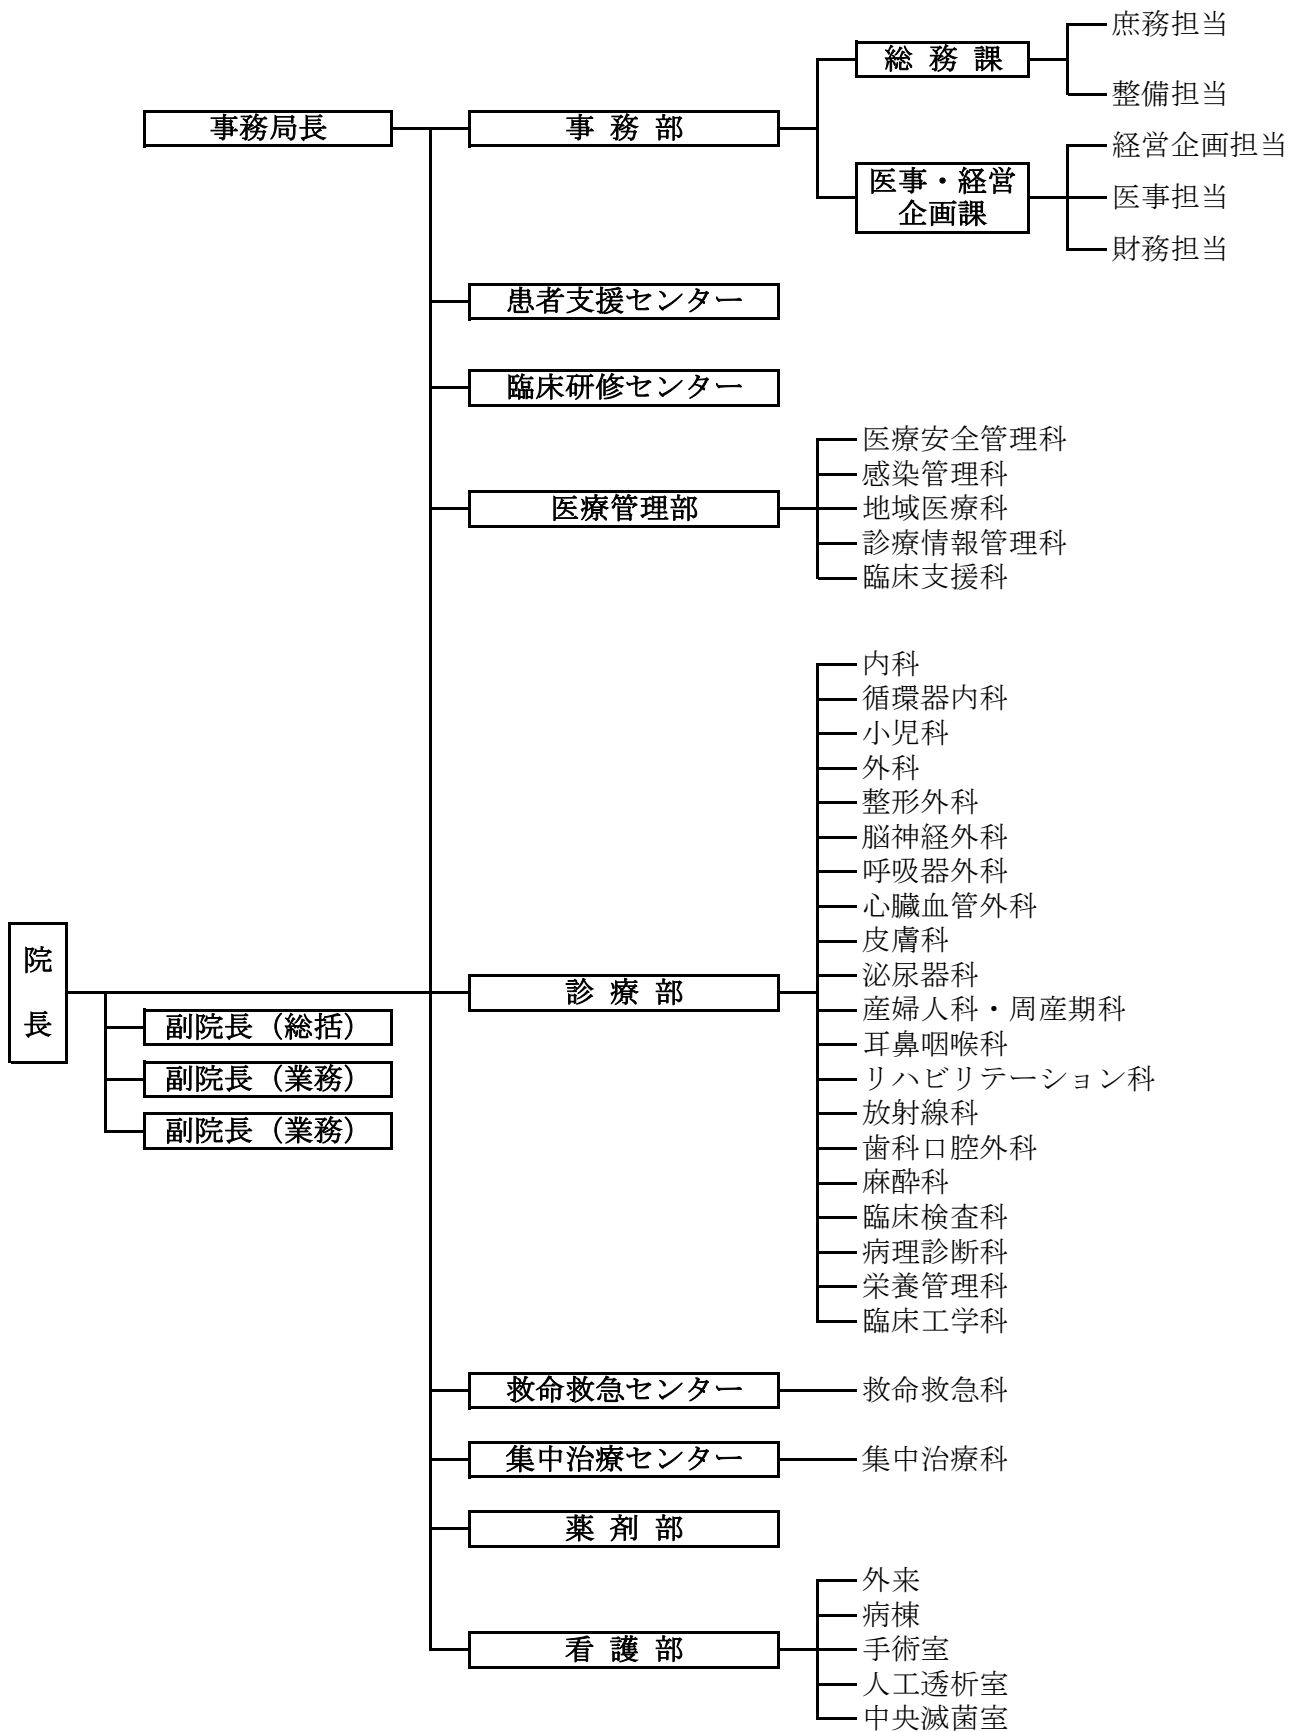 庶務担当
総務課
整備担当
事務局長
事務部
経営企画担当
医事・経営
企画課
医事担当
財務担当
患者支援センター
臨床研修センター
医療安全管理科
感染管理科
医療管理部
地域医療科
診療情報管理科
臨床支援科
内科
循環器内科
小児科
外科
整形外科
脳神経外科
呼吸器外科
心臓血管外科
皮膚科
泌尿器科
院長
診療部
産婦人科・周産期科
副院長（総括）
耳鼻咽喉科
副院長（業務）
リハビリテーション科
放射線科
副院長（業務）
歯科口腔外科
麻酔科
臨床検査科
病理診断科
栄養管理科
臨床工学科
救命救急センター
救命救急科
集中治療センター
集中治療科
薬剤部
外来
病棟
看護部
手術室
人工透析室
中央滅菌室